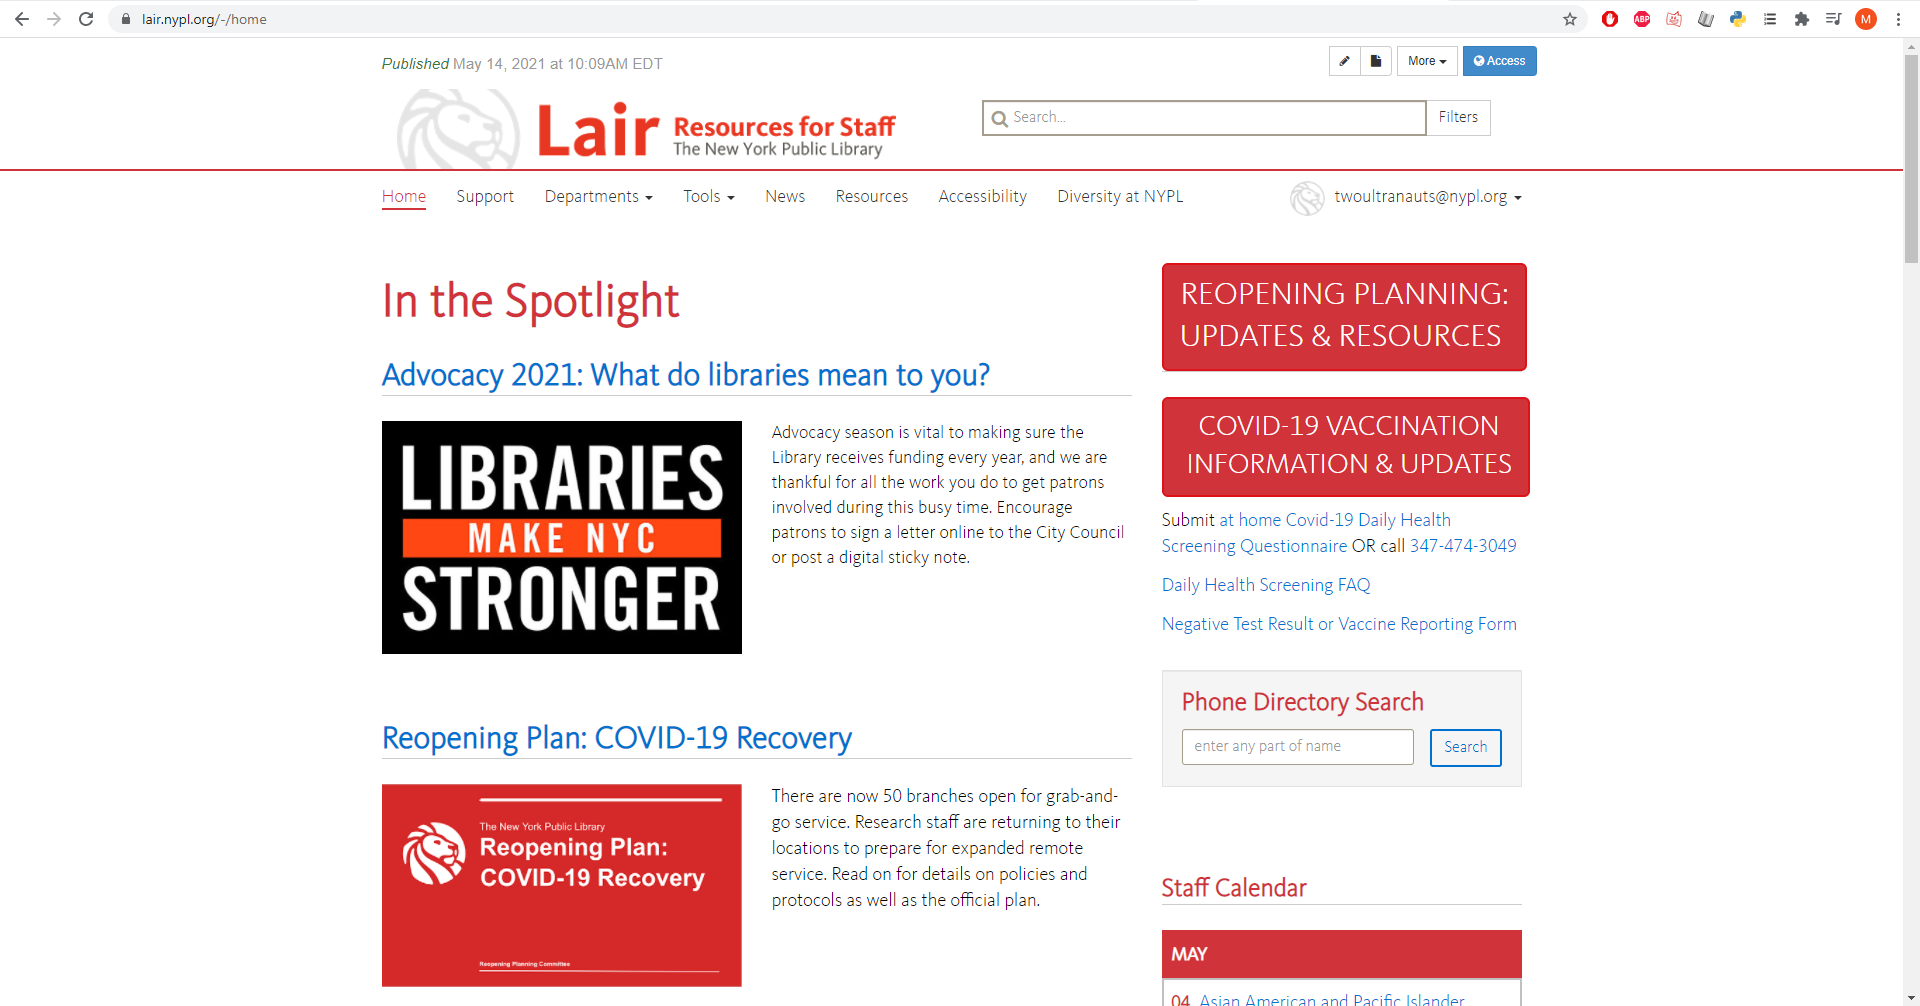 lair.nypl.org/-/home
ABP
M
Published May 14, 2021 at 10:09AM EDT
More
Access
Lair Resources for Staff
The New York Public Library
Search...
Filters
Home
Support
Departments
Tools
News
Resources
Accessibility
Diversity at NYPL
twoultranauts@nypl.org
In the Spotlight
Advocacy 2021: What do libraries mean to you?
LIBRARIES
MAKE NYC
STRONGER
Advocacy season is vital to making sure the
Library receives funding every year, and we are
thankful for all the work you do to get patrons
involved during this busy time. Encourage
patrons to sign a letter online to the City Council
or post a digital sticky note.
Reopening Plan: COVID-19 Recovery
The New York Public Library
Reopening Plan:
COVID-19 Recovery
Reopening Planning Committee
There are now 50 branches open for grab-and-
go service. Research staff are returning to their
locations to prepare for expanded remote
service. Read on for details on policies and
protocols as well as the official plan.
REOPENING PLANNING:
UPDATES & RESOURCES
COVID-19 VACCINATION
INFORMATION & UPDATES
Submit at home Covid-19 Daily Health
Screening Questionnaire OR call 347-474-3049
Daily Health Screening FAQ
Negative Test Result or Vaccine Reporting Form
Phone Directory Search
enter any part of name
Search
Staff Calendar
MAY
04 Asian American and Pacific Islander